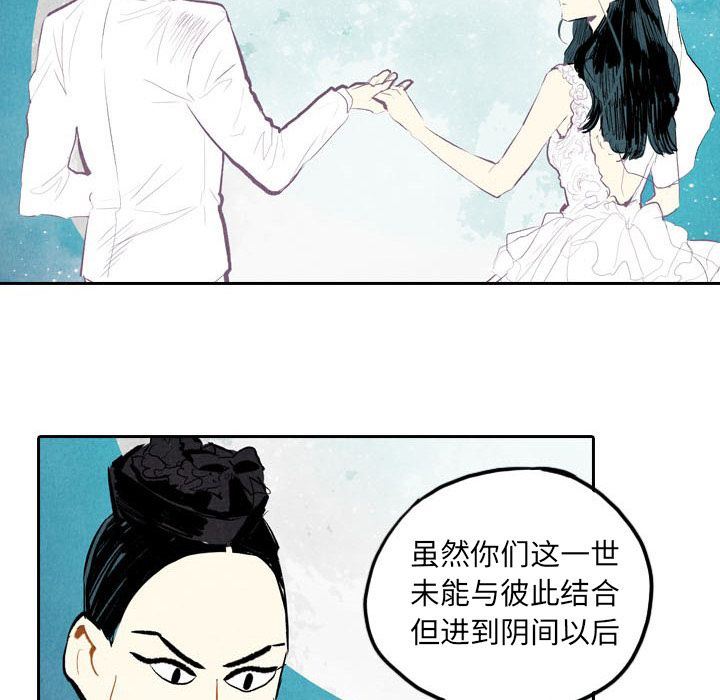 虽然你们这一世
未能与彼此结合
但进到阴间以后